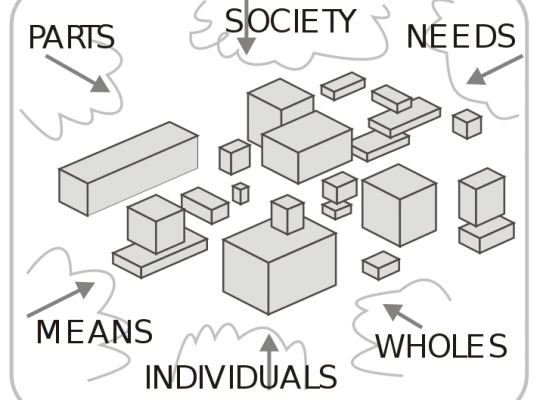 SOCIETY
PARTS
NEEDS
MEANS
WHOLES
INDIVIDUALS